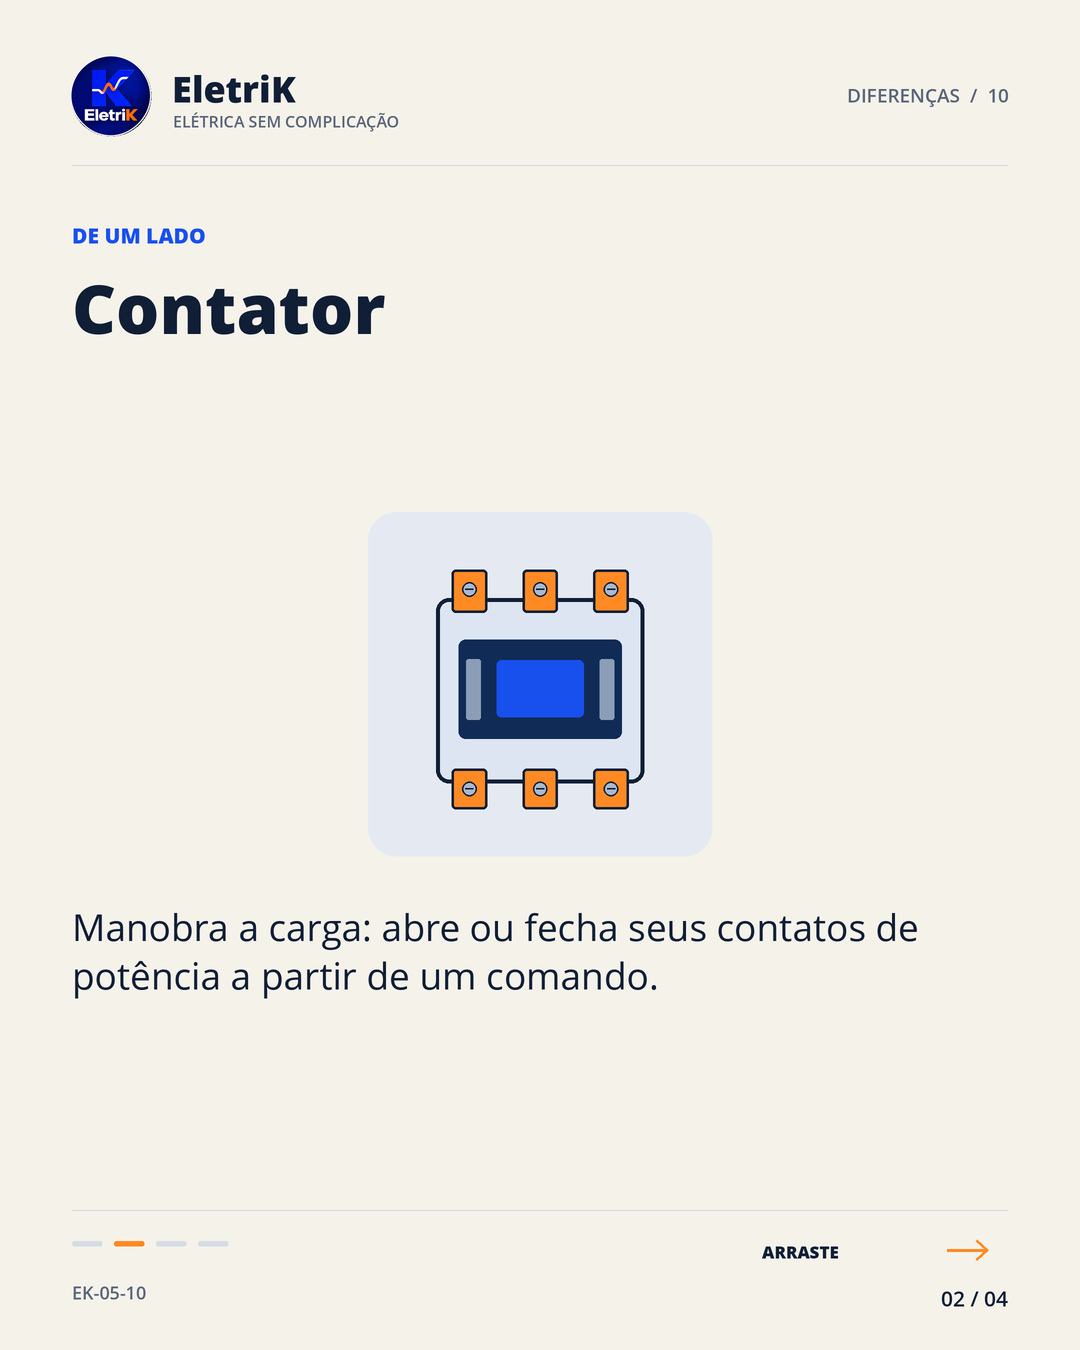 EletriK
EletriK
ELÉTRICA SEM COMPLICAÇÃO
DIFERENÇAS / 10
DE UM LADO
Contator
Manobra a carga: abre ou fecha seus contatos de
potência a partir de um comando.
ARRASTE
EK-05-10
02 / 04